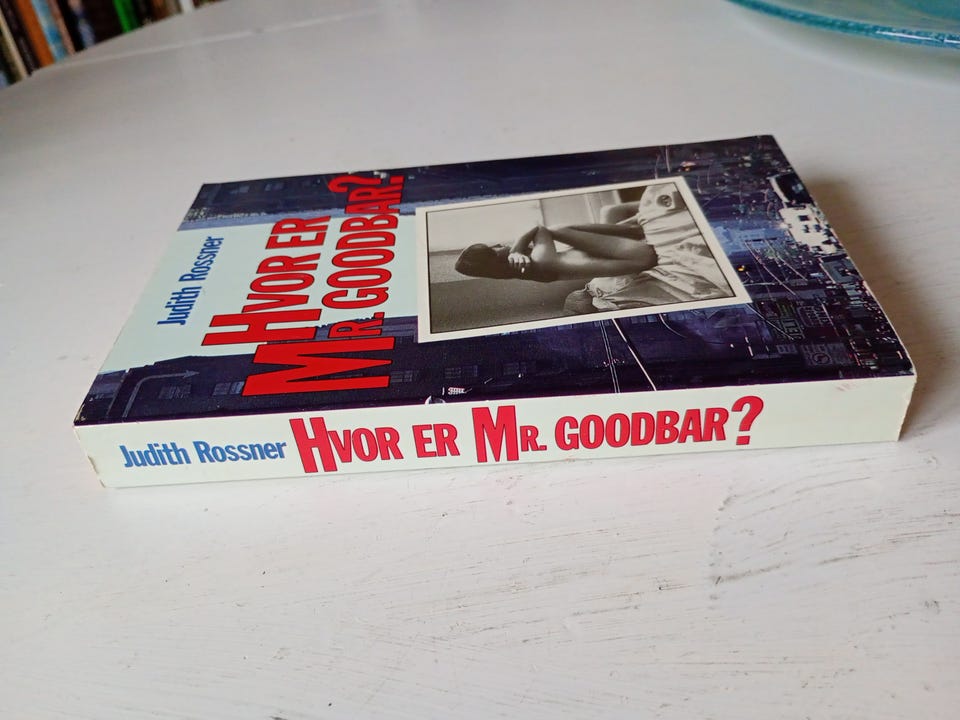 Judith Rossner
HVOR ER
MR. GOODBAR?
Judith Rossner HVOR ER MR. GOODBAR?